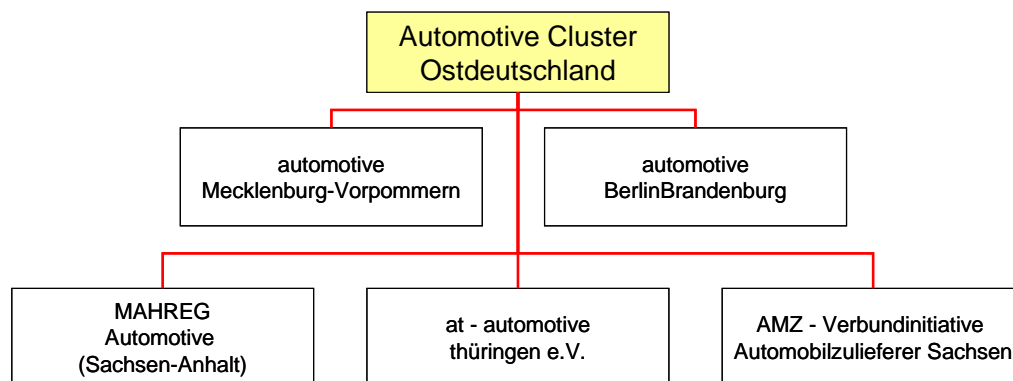 Automotive Cluster
Ostdeutschland
automotive
Mecklenburg-Vorpommern
automotive
BerlinBrandenburg
MAHREG
Automotive
(Sachsen-Anhalt)
at - automotive
thüringen e.V.
AMZ - Verbundinitiative
Automobilzulieferer Sachsen